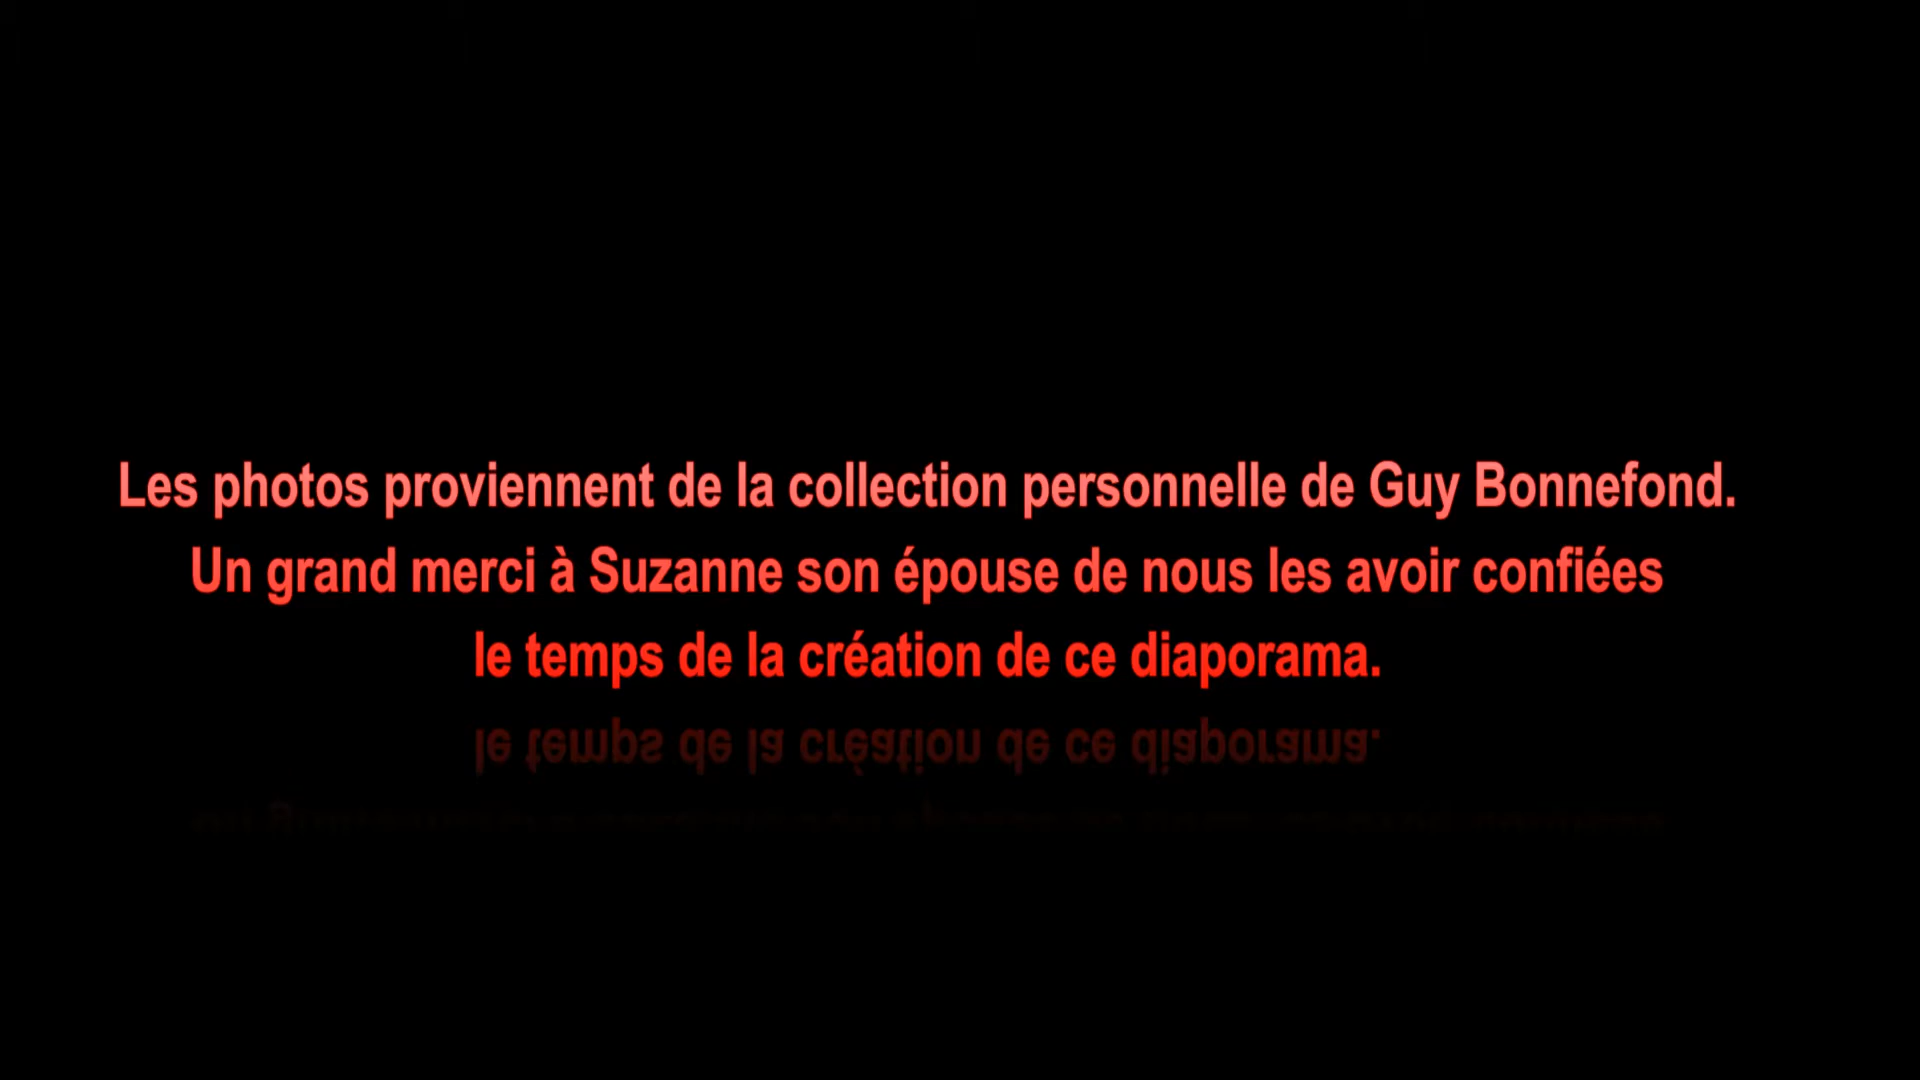 Les photos proviennent de la collection personnelle de Guy Bonnefond.
Un grand merci à Suzanne son épouse de nous les avoir confiées
le temps de la création de ce diaporama.